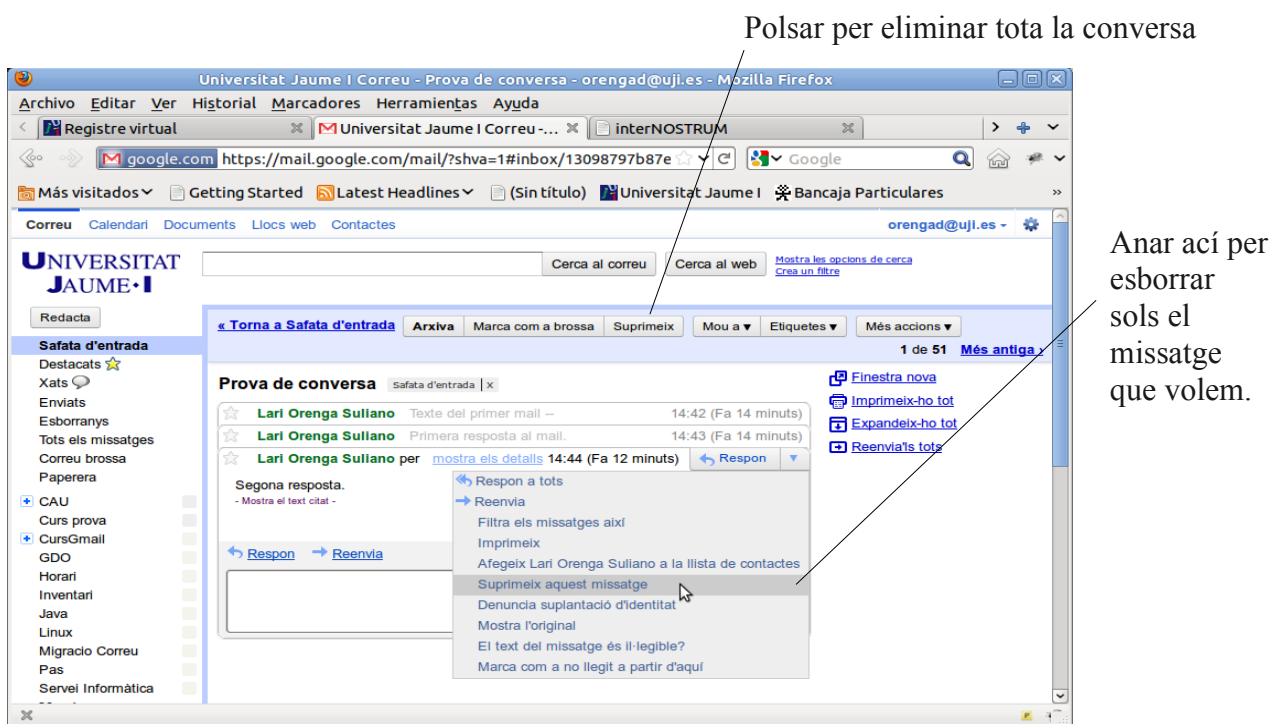 Polsar per eliminar tota la conversa
Universitat Jaume I Correu - Prova de conversa - orengad@uji.es - Mozilla Firefox
Archivo Editar Ver Historial Marcadores Herramientas Ayuda
Registre virtual Universitat Jaume I Correu -... interNOSTRUM
google.com https://mail.google.com/mail/?shva=1#inbox/13098797b87e Google
Más visitados Getting Started Latest Headlines (Sin título) Universitat Jaume I Bancaja Particulares »
Correo Calendari Documents Llocs web Contactes orengad@uji.es
UNIVERSITAT
JAUME•I
Cerca al correu Cerca al web Mostra les opcions de cerca
Crea un filtre
Anar ací per
esborrar
sols el
missatge
que volem.
Redacta
« Torna a Safata d'entrada Arxiva Marca com a brossa Suprimeix Mou a ▼ Etiquetes ▼ Més accions ▼
1 de 51 Més antiga ›
Safata d'entrada
Destacats
Xats
Enviats
Esborranys
Tots els missatges
Correu brossa
Paperera
CAU
Curs prova
CursGmail
GDO
Horari
Inventari
Java
Linux
Migracio Correu
Pas
Servei Informàtica
Prova de conversa Safata d'entrada x
Lari Orenga Suliano Texte del primer mail – 14:42 (Fa 14 minuts)
Lari Orenga Suliano Primera resposta al mail. 14:43 (Fa 14 minuts)
Lari Orenga Suliano per mostra els detalls 14:44 (Fa 12 minuts) Respon ▼
Segona resposta.
- Mostra el text citat -
Respon Reenvia
Respon a tots
Reenvia
Filtra els missatges així
Imprimeix
Afegeix Lari Orenga Suliano a la llista de contactes
Suprimeix aquest missatge
Denuncia suplantació d'identitat
Mostra l'original
El text del missatge és il·legible?
Marca com a no llegit a partir d'aquí
Finestra nova
Imprimeix-ho tot
Expandeix-ho tot
Reenvia'ls tots